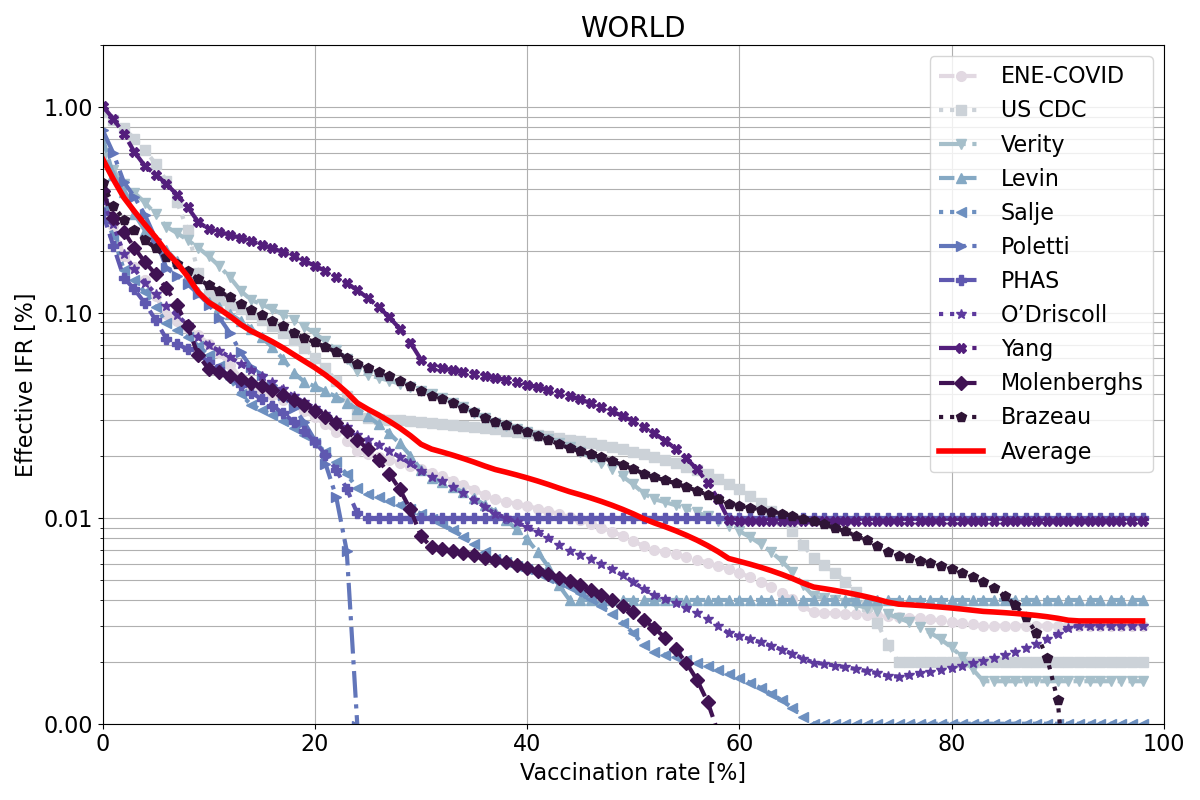 WORLD
Effective IFR [%]
1.00
0.10
0.01
0.00
0 20 40 60 80 100
Vaccination rate [%]
ENE-COVID
US CDC
Verity
Levin
Salje
Poletti
PHAS
O’Driscoll
Yang
Molenberghs
Brazeau
Average